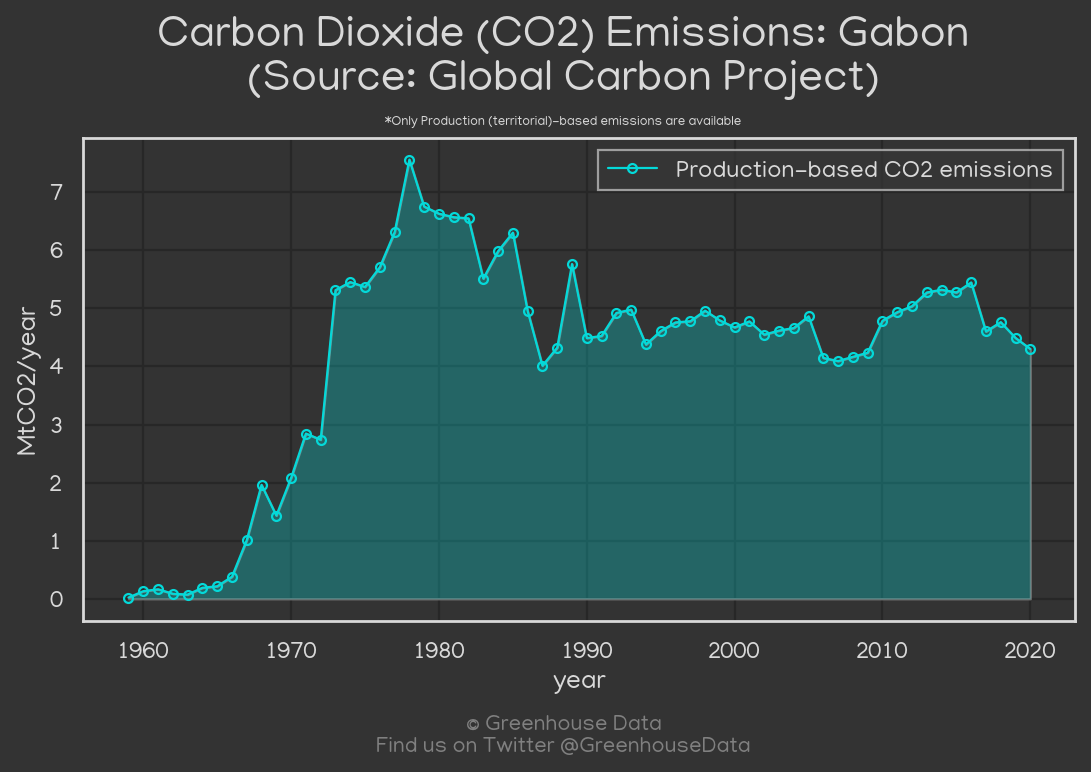 Carbon Dioxide (CO2) Emissions: Gabon
(Source: Global Carbon Project)
*Only Production (territorial)-based emissions are available
Production-based CO2 emissions
7
6
5
4
3
2
1
0
MtCO2/year
1960 1970 1980 1990 2000 2010 2020
year
© Greenhouse Data
Find us on Twitter @GreenhouseData